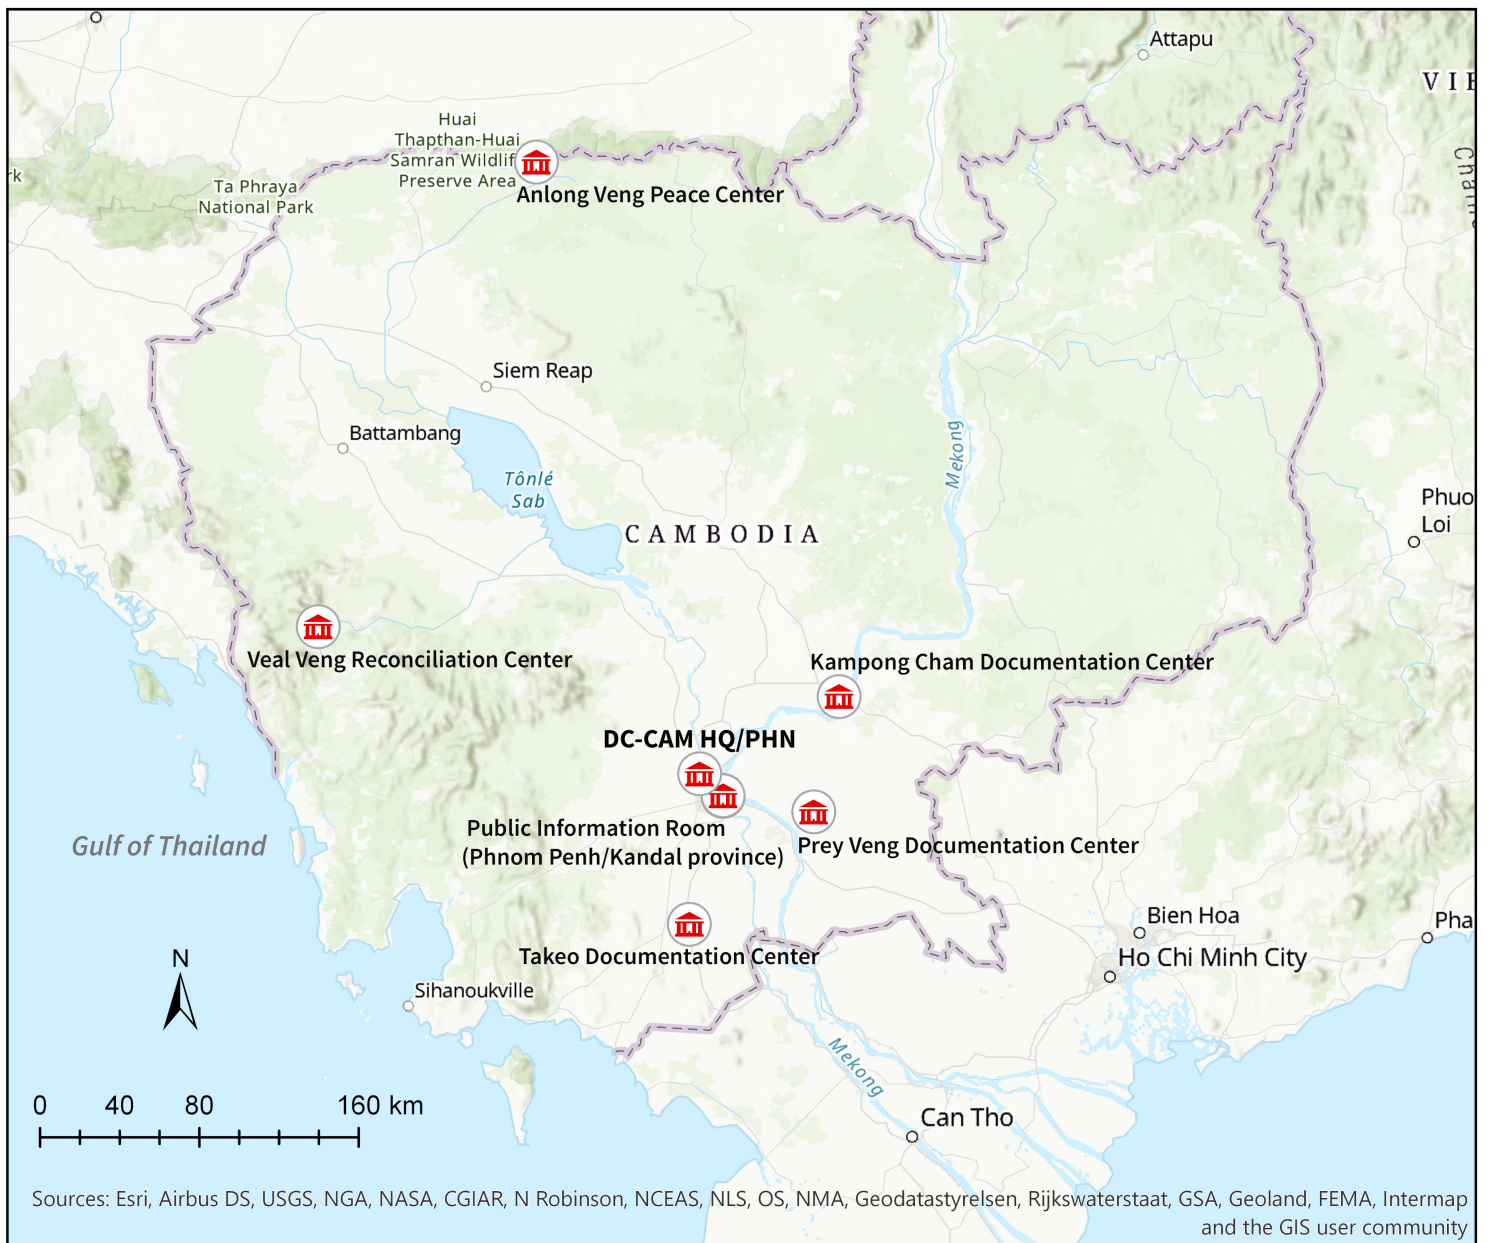 Attapu
VIE
Huai
Thapthan-Huai
Samran Wildlif
Preserve Area
rk
Ta Phraya
National Park
Anlong Veng Peace Center
Siem Reap
Battambang
Mekong
Tônlé
Sab
CAMBODIA
Phuo
Loi
Veal Veng Reconciliation Center
Kampong Cham Documentation Center
DC-CAM HQ/PHN
Public Information Room
(Phnom Penh/Kandal province)
Prey Veng Documentation Center
Gulf of Thailand
Takeo Documentation Center
Bien Hoa
Pha
Ho Chi Minh City
N
Sihanoukville
Mekong
0 40 80 160 km
Can Tho
Sources: Esri, Airbus DS, USGS, NGA, NASA, CGIAR, N Robinson, NCEAS, NLS, OS, NMA, Geodatastyrelsen, Rijkswaterstaat, GSA, Geoland, FEMA, Intermap
and the GIS user community